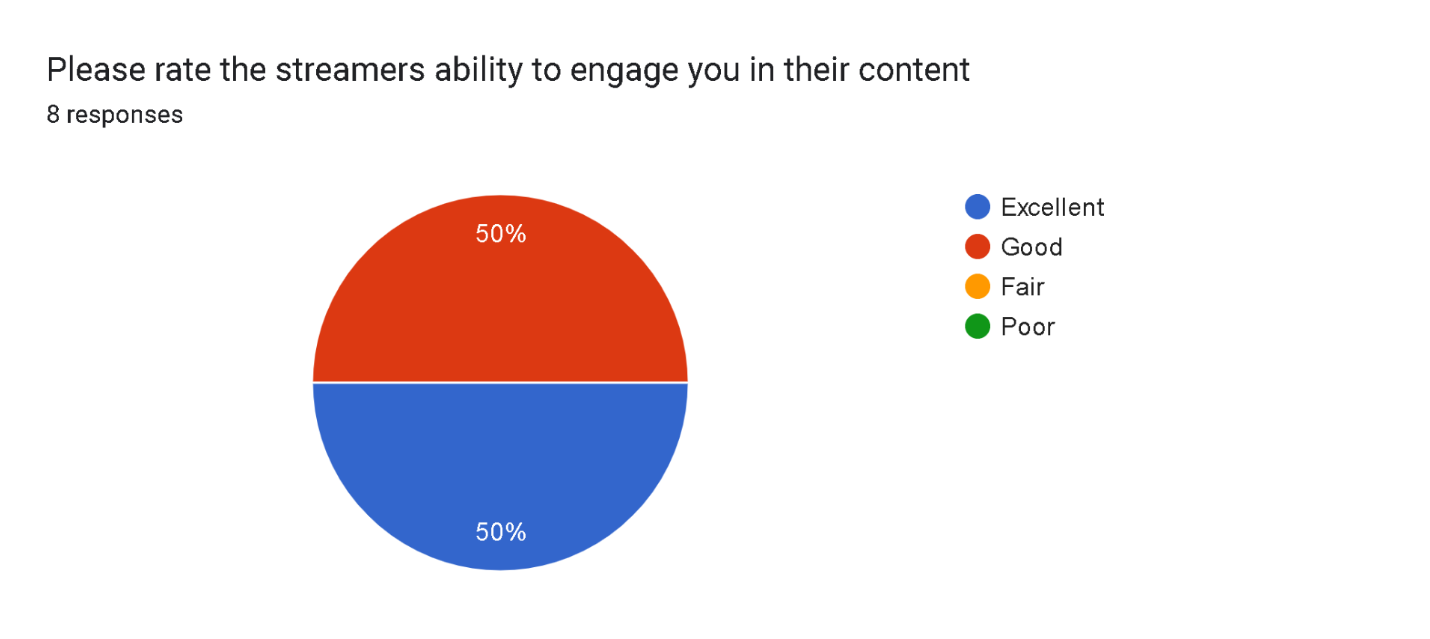 Please rate the streamers ability to engage you in their content
8 responses
50%
50%
Excellent
Good
Fair
Poor